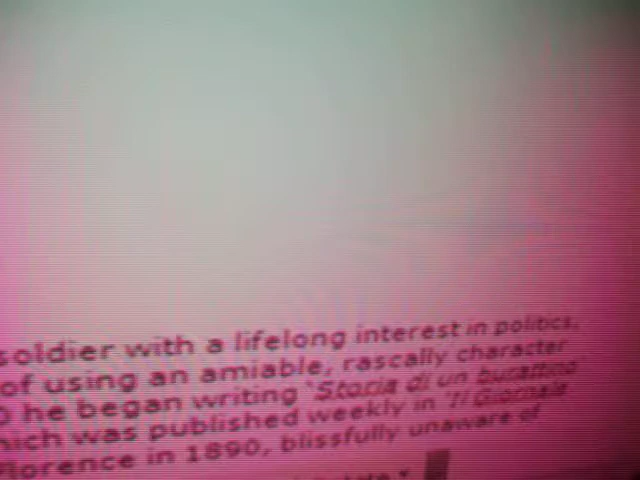 soldier with a lifelong interest in politics,
of using an amiable, rascally character
he began writing 'Storia di un burattino'
which was published weekly in 'Il Giornale
Florence in 1890, blissfully unaware of